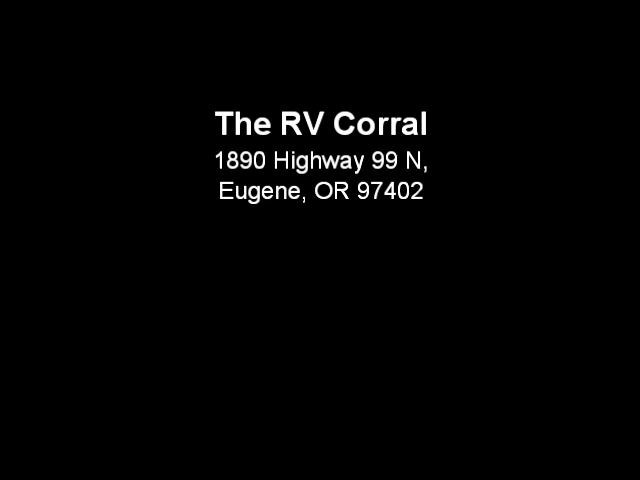 The RV Corral
1890 Highway 99 N,
Eugene, OR 97402